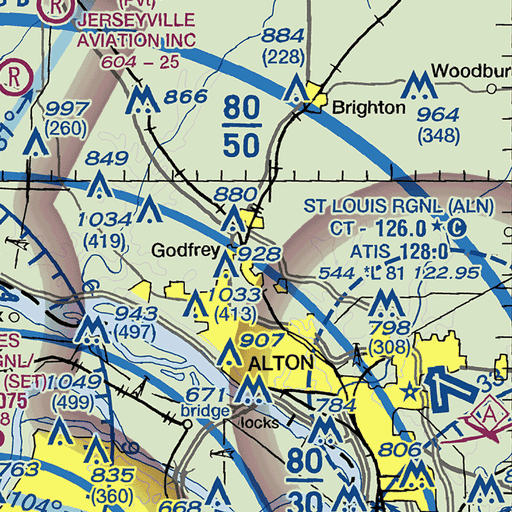 (Pvt)
R
JERSEYVILLE
AVIATION INC
604 - 25
R
884
(228)
Woodbur
866
80
50
Brighton
964
(348)
997
(260)
849
880
ST LOUIS RGNL (ALN)
CT - 126.0 * C
ATIS 128.0
544 *L 81 122.95
1034
(419)
Godfrey
928
1033
(413)
943
(497)
798
(308)
907
ALTON
GNL/
(SET)
075
1049
(499)
671
bridge
locks
784
33
A
763
835
(360)
80
30
806
668
104°
84